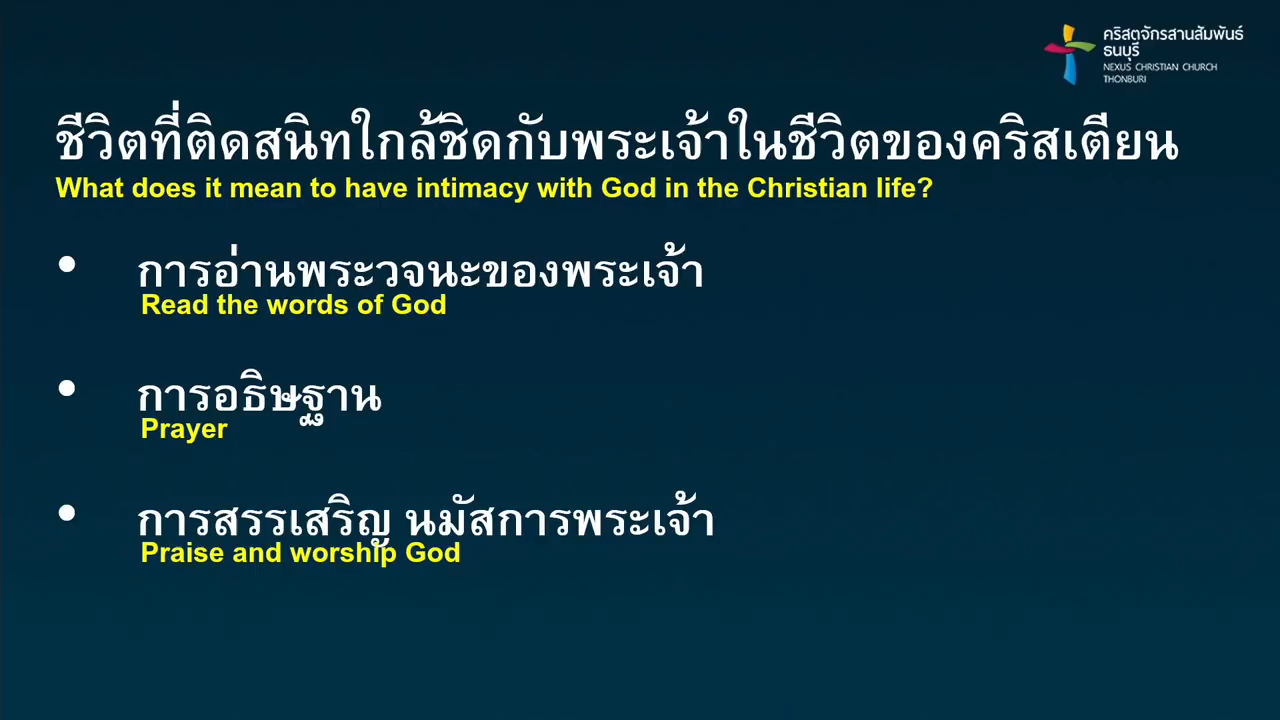 คริสตจักรสานสัมพันธ์
ธนบุรี
NEXUS CHRISTIAN CHURCH
THONBURI
ชีวิตที่ติดสนิทใกล้ชิดกับพระเจ้าในชีวิตของคริสเตียน
What does it mean to have intimacy with God in the Christian life?
• การอ่านพระวจนะของพระเจ้า
Read the words of God
• การอธิษฐาน
Prayer
• การสรรเสริญ นมัสการพระเจ้า
Praise and worship God